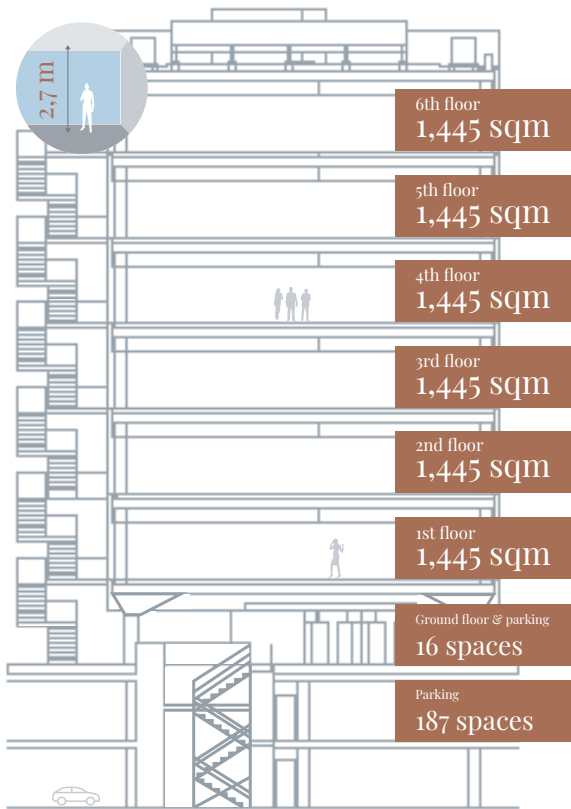 2,7 m
6th floor
1,445 sqm
5th floor
1,445 sqm
4th floor
1,445 sqm
3rd floor
1,445 sqm
2nd floor
1,445 sqm
1st floor
1,445 sqm
Ground floor & parking
16 spaces
Parking
187 spaces